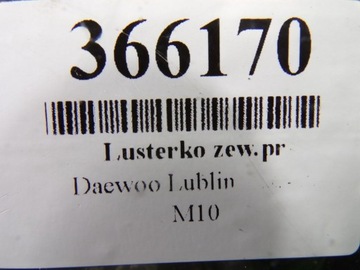 366170
Lusterko zew.pr
Daewoo Lublin
M10